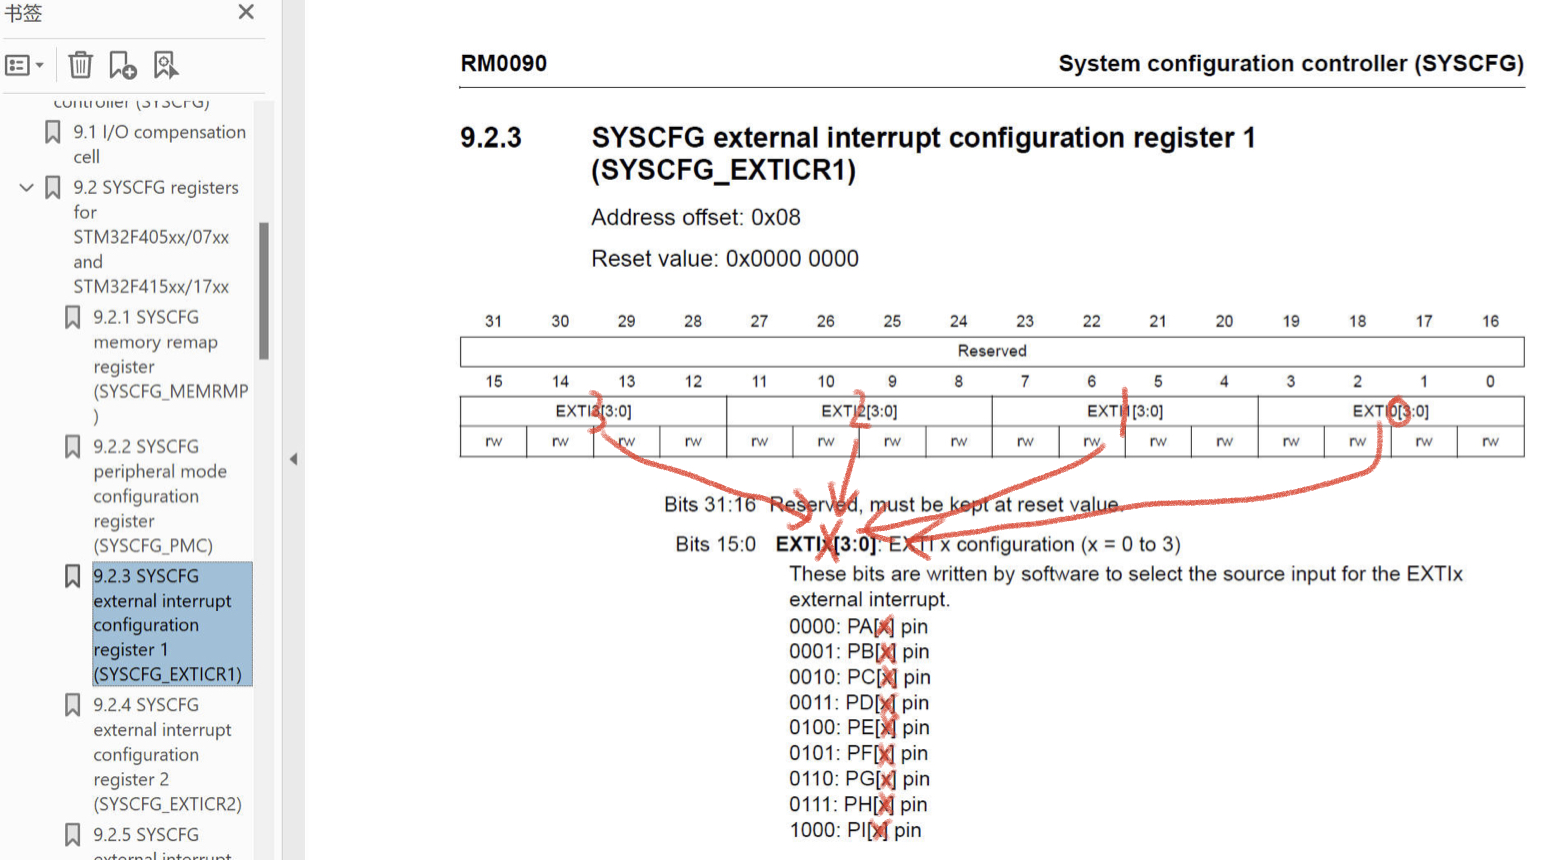 书签
controller (SYSCFG)
9.1 I/O compensation
cell
9.2 SYSCFG registers
for
STM32F405xx/07xx
and
STM32F415xx/17xx
9.2.1 SYSCFG
memory remap
register
(SYSCFG_MEMRMP
)
9.2.2 SYSCFG
peripheral mode
configuration
register
(SYSCFG_PMC)
9.2.3 SYSCFG
external interrupt
configuration
register 1
(SYSCFG_EXTICR1)
9.2.4 SYSCFG
external interrupt
configuration
register 2
(SYSCFG_EXTICR2)
9.2.5 SYSCFG
external interrupt
RM0090 System configuration controller (SYSCFG)
9.2.3 SYSCFG external interrupt configuration register 1
(SYSCFG_EXTICR1)
Address offset: 0x08
Reset value: 0x0000 0000
31 30 29 28 27 26 25 24 23 22 21 20 19 18 17 16
Reserved
15 14 13 12 11 10 9 8 7 6 5 4 3 2 1 0
EXTI3[3:0] EXTI2[3:0] EXTI1[3:0] EXTI0[3:0]
rw rw rw rw rw rw rw rw rw rw rw rw rw rw rw rw
Bits 31:16 Reserved, must be kept at reset value.
Bits 15:0 EXTIx[3:0]: EXTI x configuration (x = 0 to 3)
These bits are written by software to select the source input for the EXTIx
external interrupt.
0000: PA[x] pin
0001: PB[x] pin
0010: PC[x] pin
0011: PD[x] pin
0100: PE[x] pin
0101: PF[x] pin
0110: PG[x] pin
0111: PH[x] pin
1000: PI[x] pin